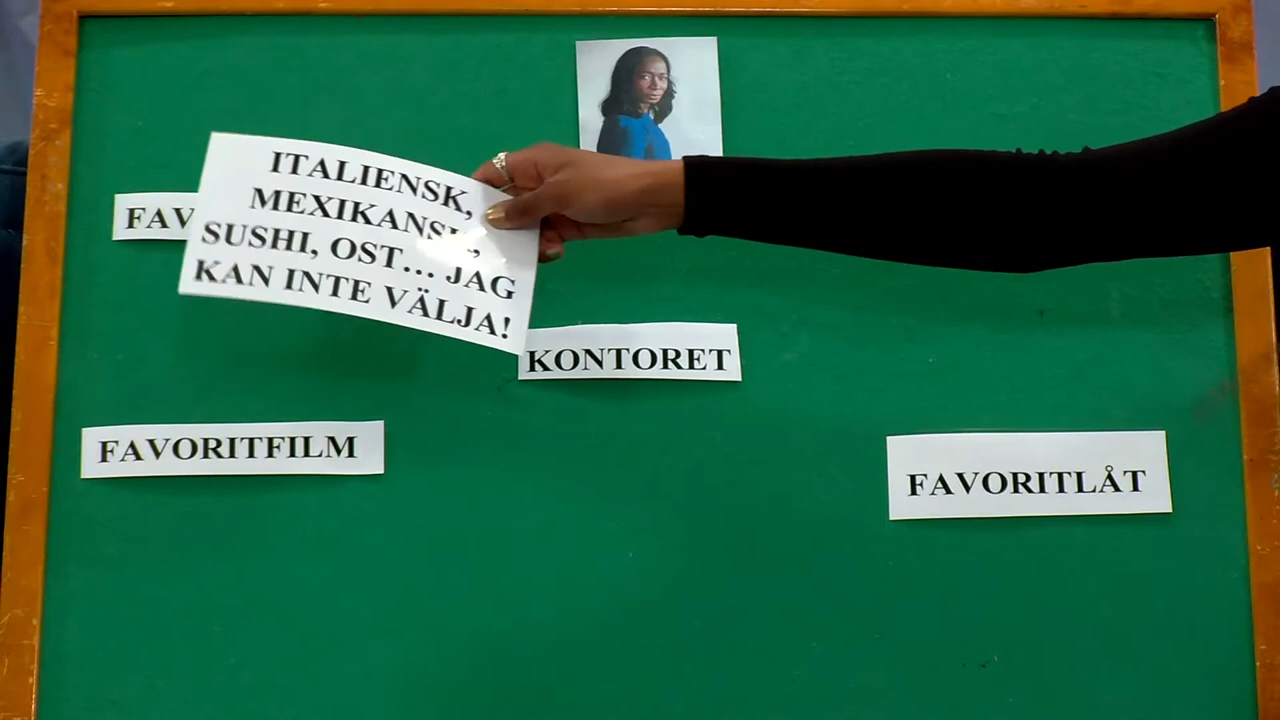 ITALIENSK,
MEXIKANSK,
SUSHI, OST... JAG
KAN INTE VÄLJA!
FAV
KONTORET
FAVORITFILM
FAVORITLÅT